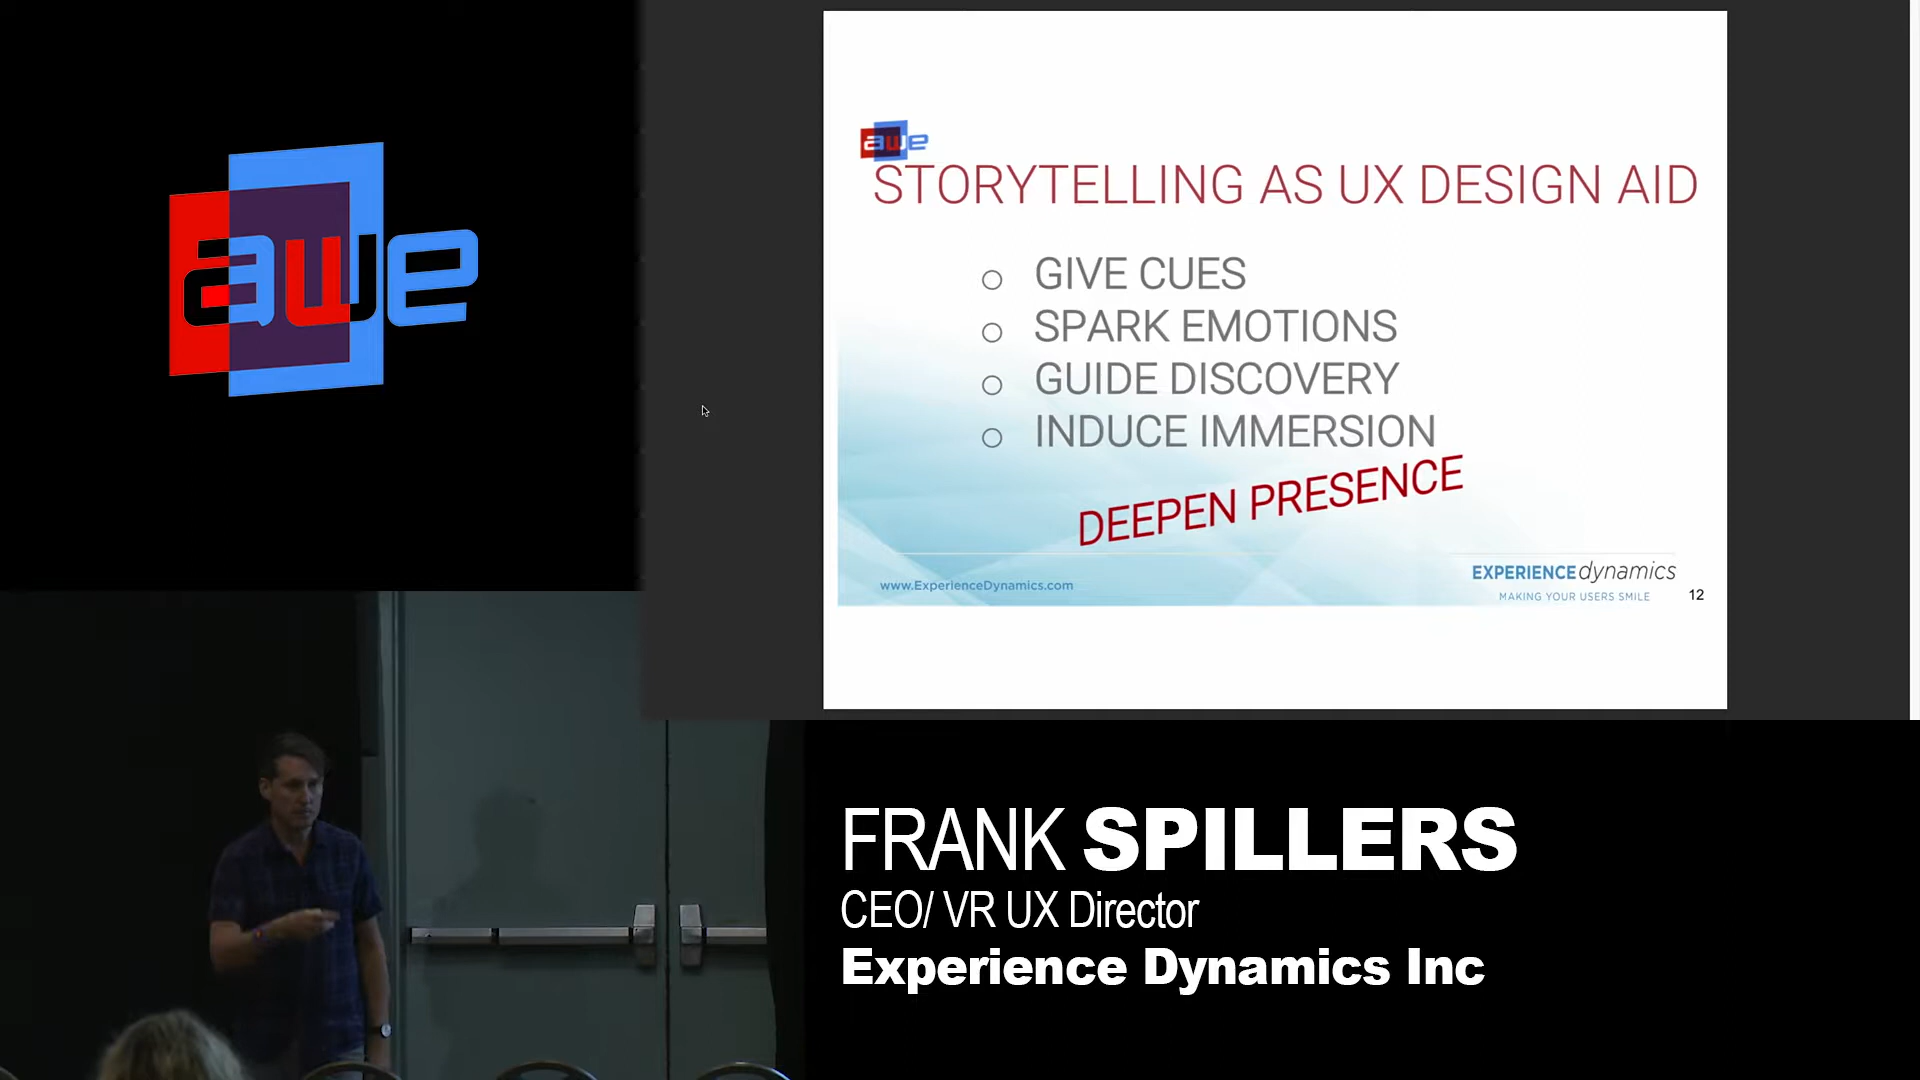 awe
awe
STORYTELLING AS UX DESIGN AID
GIVE CUES
SPARK EMOTIONS
GUIDE DISCOVERY
INDUCE IMMERSION
DEEPEN PRESENCE
www.ExperienceDynamics.com
EXPERIENCEdynamics
MAKING YOUR USERS SMILE
12
FRANK SPILLERS
CEO/ VR UX Director
Experience Dynamics Inc